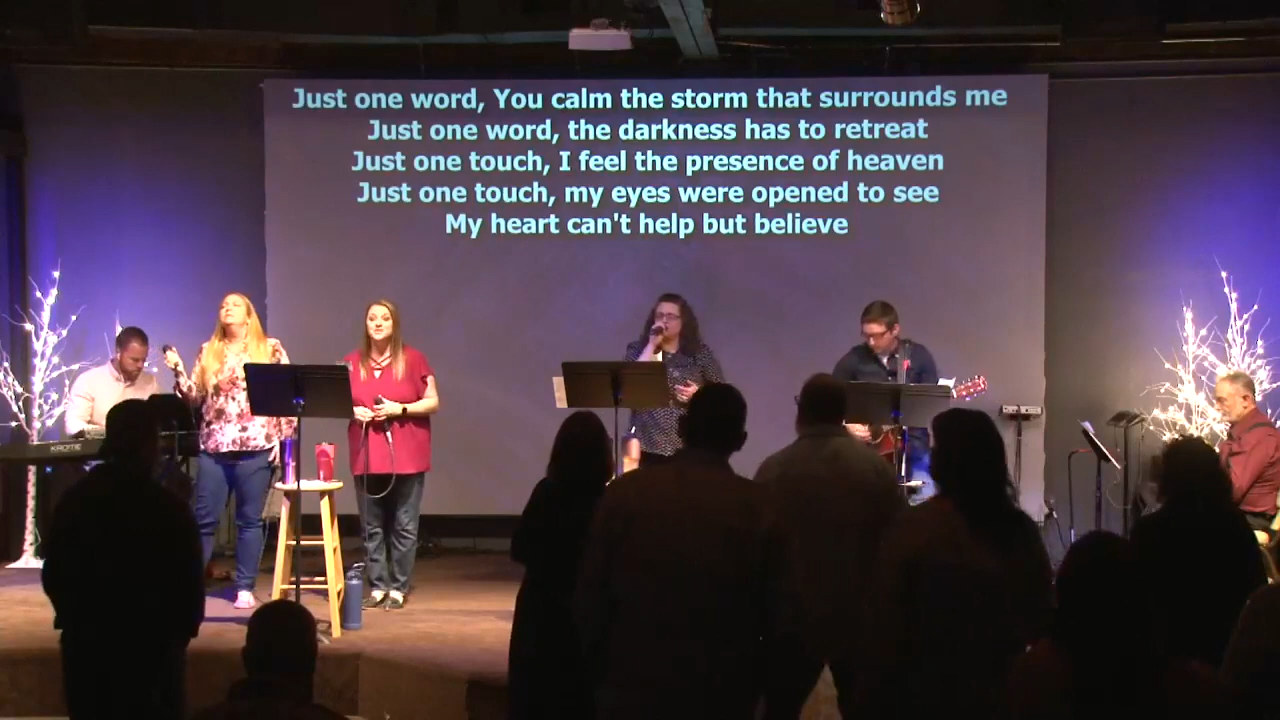 Just one word, You calm the storm that surrounds me
Just one word, the darkness has to retreat
Just one touch, I feel the presence of heaven
Just one touch, my eyes were opened to see
My heart can't help but believe
KROME